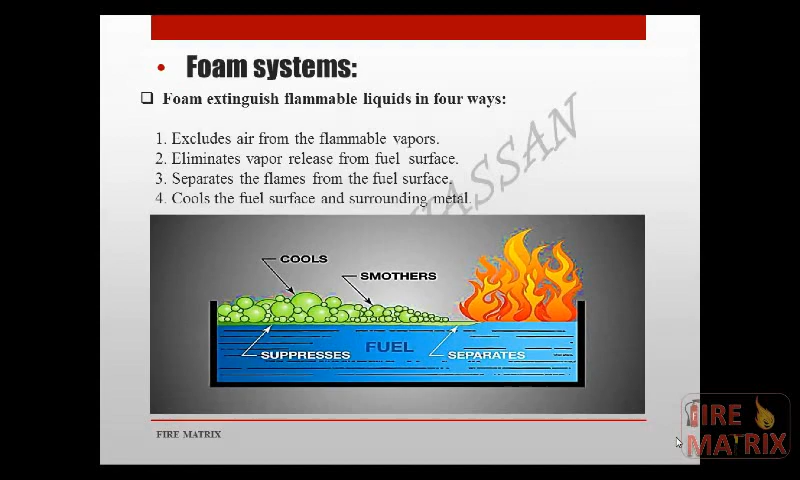 • Foam systems:
❑ Foam extinguish flammable liquids in four ways:
1. Excludes air from the flammable vapors.
2. Eliminates vapor release from fuel surface.
3. Separates the flames from the fuel surface.
4. Cools the fuel surface and surrounding metal.
HASSAN
COOLS
SMOTHERS
SUPPRESSES
FUEL
SEPARATES
FIRE MATRIX
FIRE
MATRIX